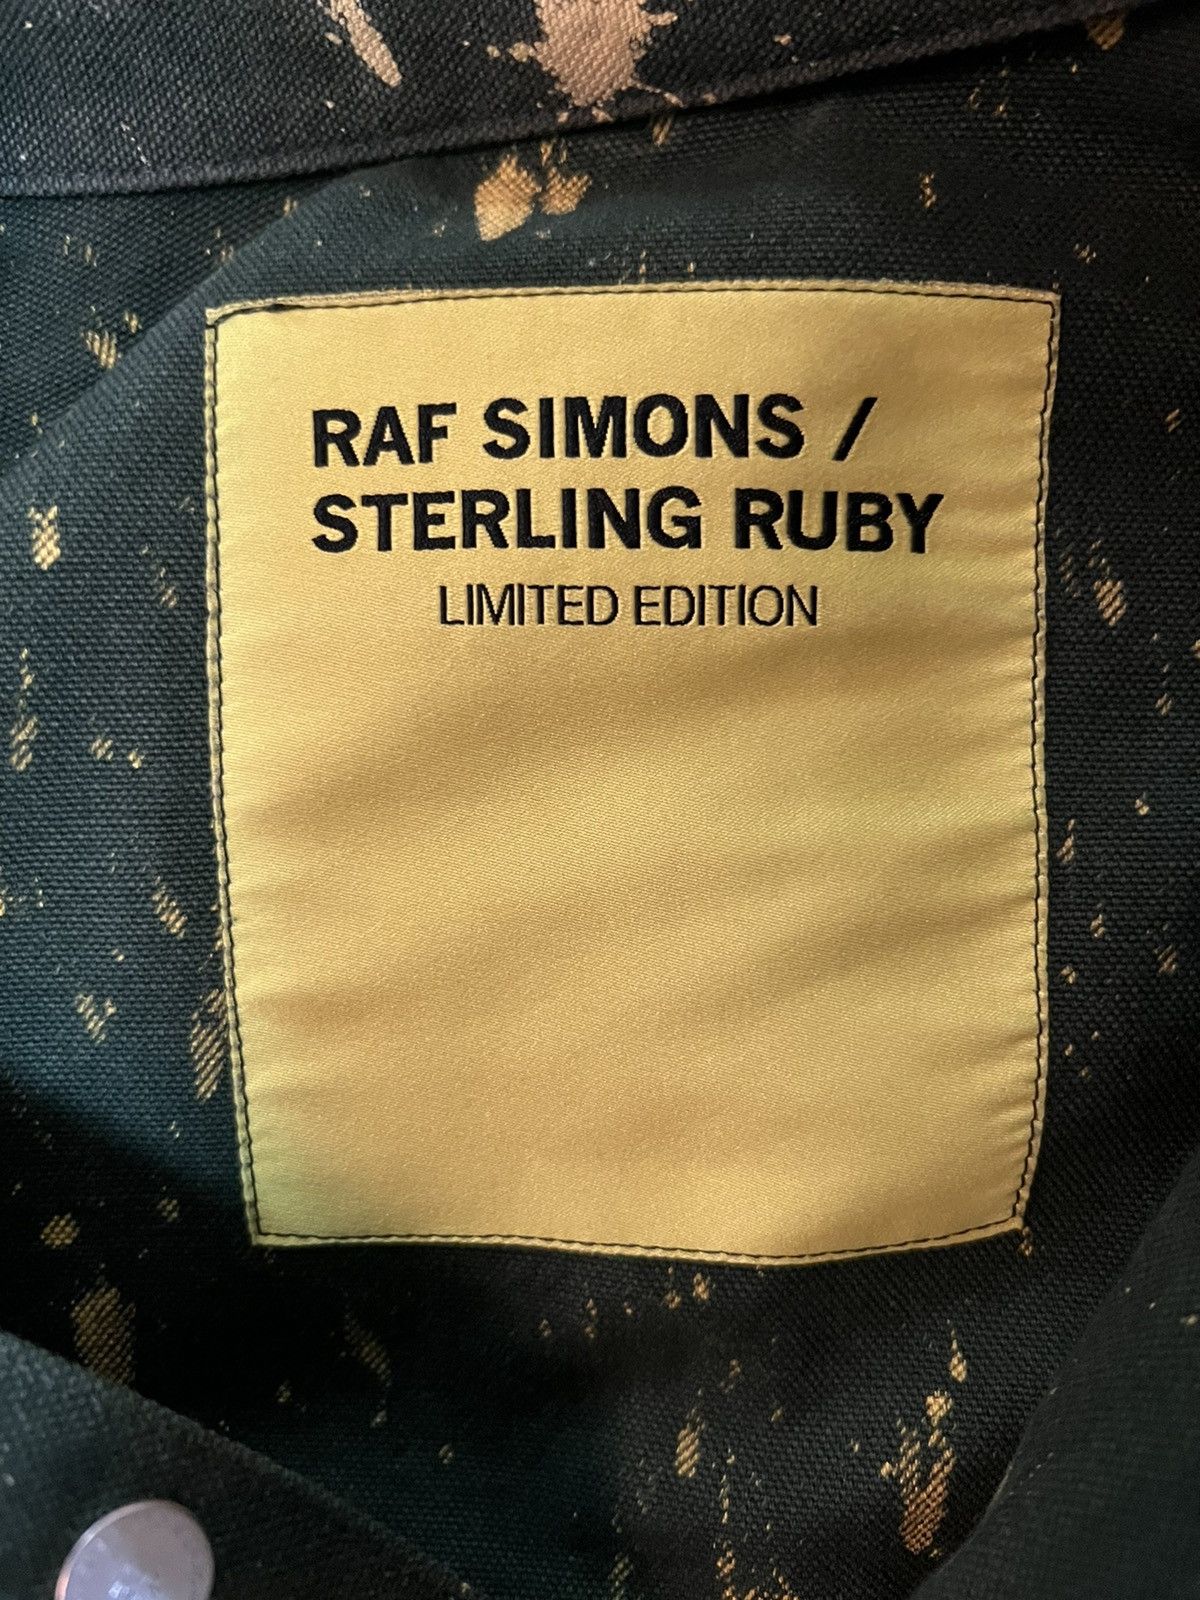 RAF SIMONS /
STERLING RUBY
LIMITED EDITION